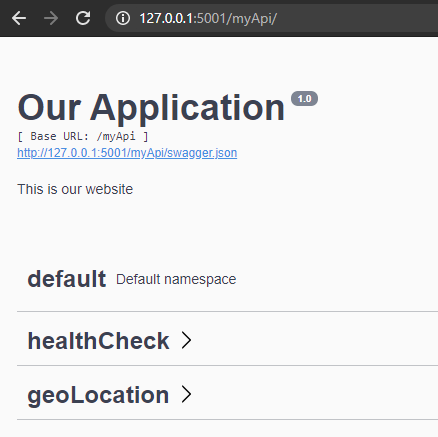 127.0.0.1:5001/myApi/
Our Application 1.0
[ Base URL: /myApi ]
http://127.0.0.1:5001/myApi/swagger.json
This is our website
default Default namespace
healthCheck
geoLocation